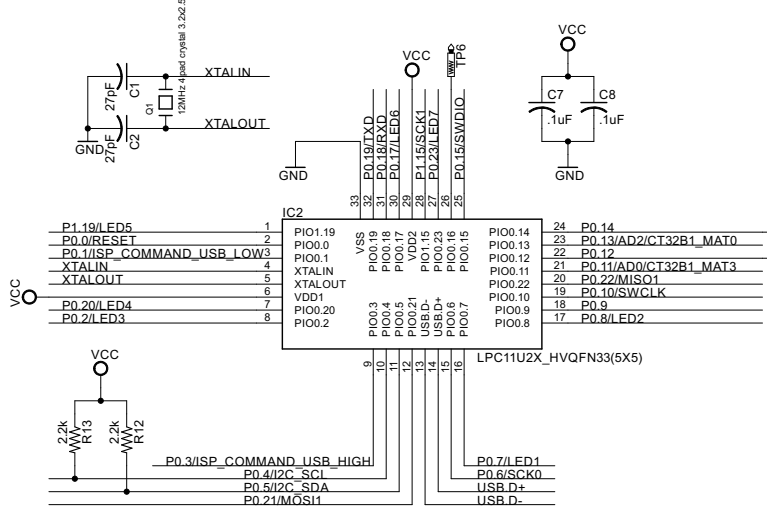 12MHz 4 pad crystal 3.2x2.5
Q1
XTALIN
XTALOUT
27pF
C1
27pF
C2
GND
VCC
TP6
VCC
C7
.1uF
C8
.1uF
GND
GND
P0.19/TXD
P0.18/RXD
P0.17/LED6
P1.15/SCK1
P0.23/LED7
P0.15/SWDIO
33
32
31
30
29
28
27
26
25
IC2
VSS
PIO0.19
PIO0.18
PIO0.17
VDD2
PIO1.15
PIO0.23
PIO0.16
PIO0.15
P1.19/LED5 1 PIO1.19
P0.0/RESET 2 PIO0.0
P0.1/ISP_COMMAND_USB_LOW 3 PIO0.1
XTALIN 4 XTALIN
XTALOUT 5 XTALOUT
VCC 6 VDD1
P0.20/LED4 7 PIO0.20
P0.2/LED3 8 PIO0.2
PIO0.14 24 P0.14
PIO0.13 23 P0.13/AD2/CT32B1_MAT0
PIO0.12 22 P0.12
PIO0.11 21 P0.11/AD0/CT32B1_MAT3
PIO0.22 20 P0.22/MISO1
PIO0.10 19 P0.10/SWCLK
PIO0.9 18 P0.9
PIO0.8 17 P0.8/LED2
PIO0.3
PIO0.4
PIO0.5
PIO0.21
USB.D-
USB.D+
PIO0.6
PIO0.7
LPC11U2X_HVQFN33(5X5)
9
10
11
12
13
14
15
16
VCC
2.2k
R13
2.2k
R12
P0.3/ISP_COMMAND_USB_HIGH
P0.4/I2C_SCL
P0.5/I2C_SDA
P0.21/MOSI1
P0.7/LED1
P0.6/SCK0
USB.D+
USB.D-